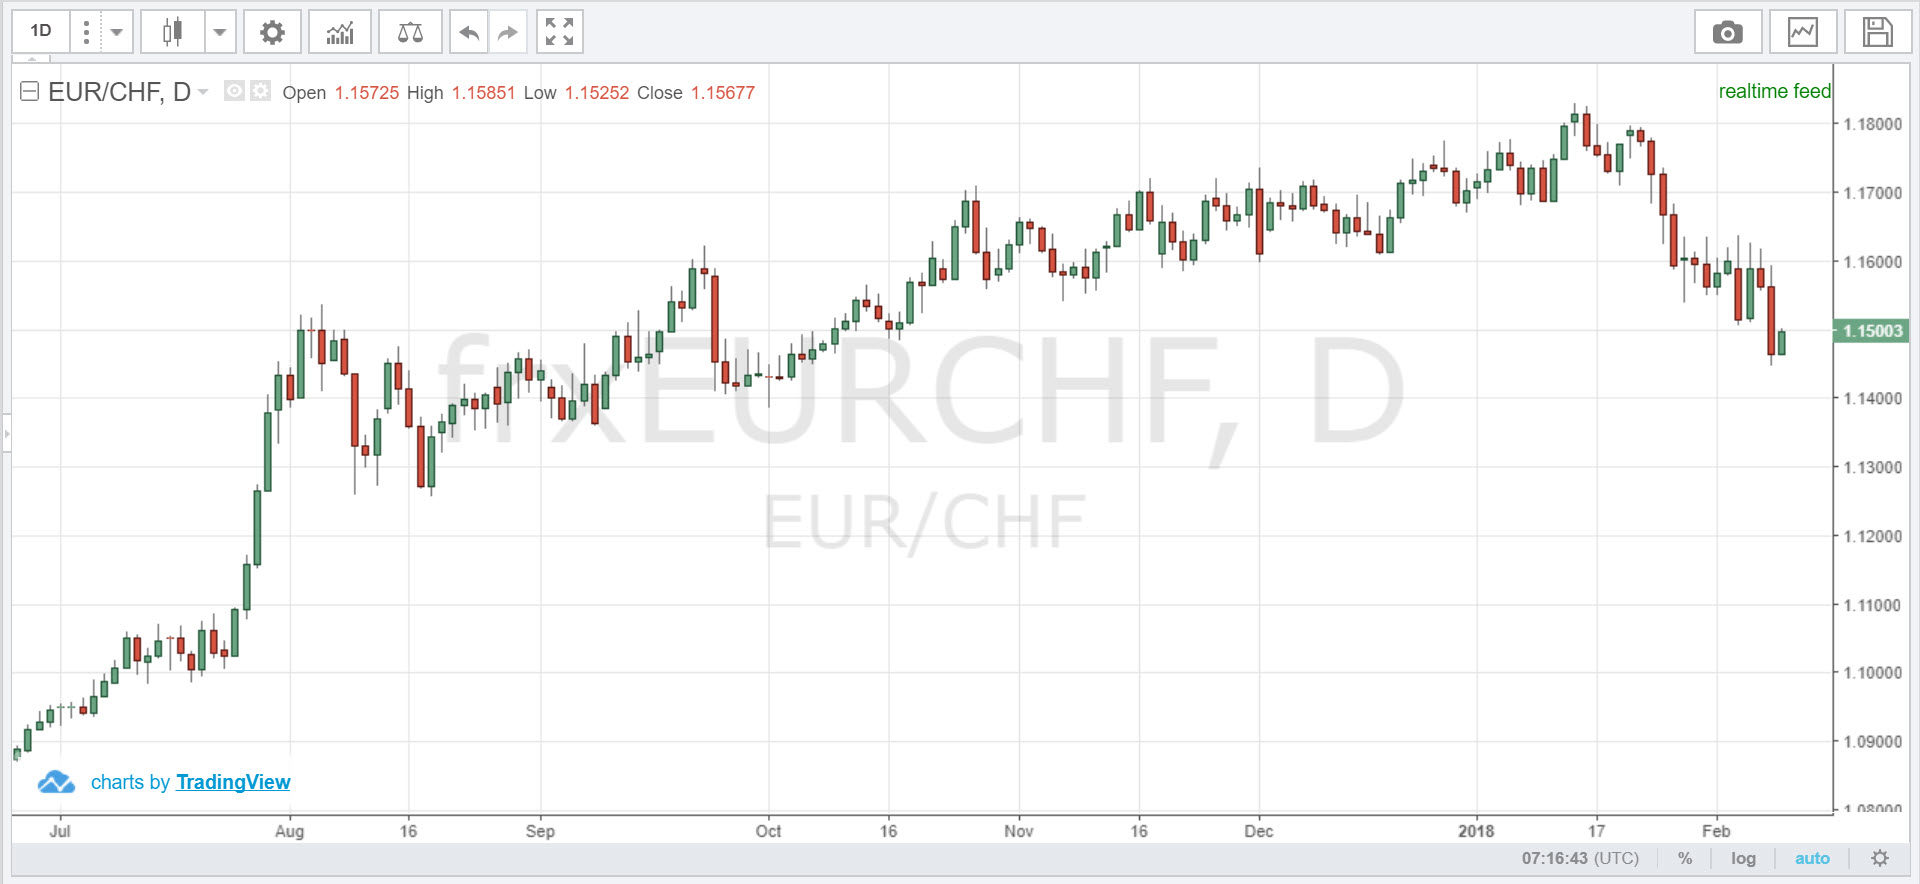 1D
EUR/CHF, D Open 1.15725 High 1.15851 Low 1.15252 Close 1.15677
realtime feed
1.18000
1.17000
1.16000
1.15003
1.14000
1.13000
1.12000
1.11000
1.10000
1.09000
1.08000
frxEURCHF, D
EUR/CHF
charts by TradingView
Jul Aug 16 Sep Oct 16 Nov 16 Dec 2018 17 Feb
07:16:43 (UTC) % log auto